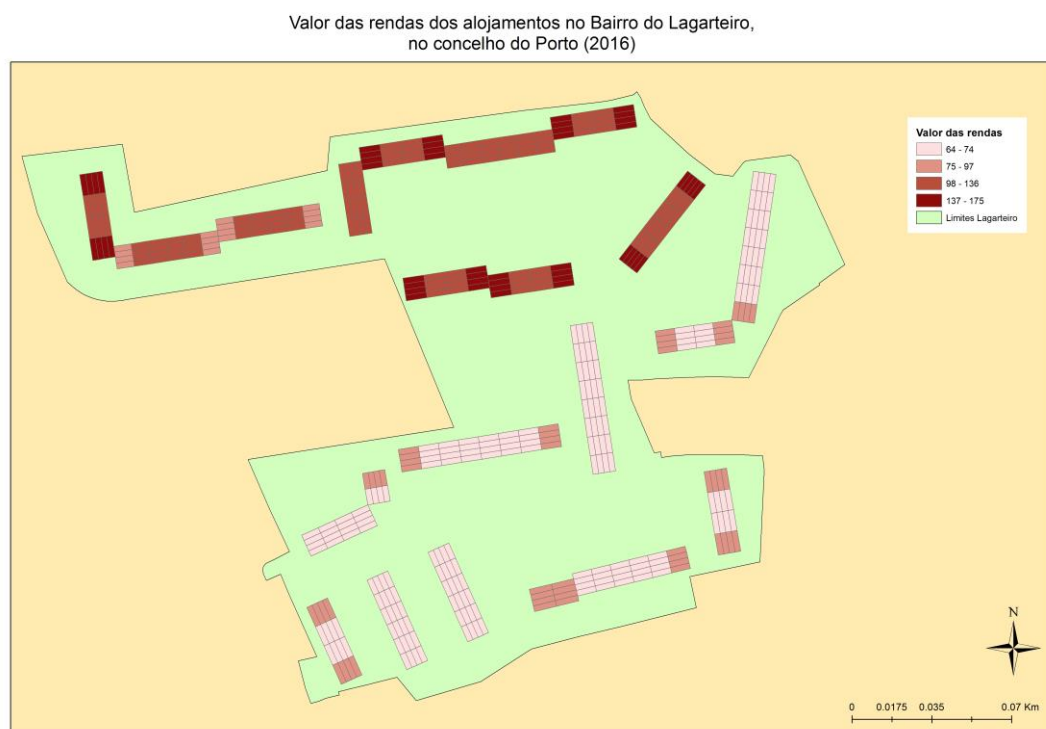 Valor das rendas dos alojamentos no Bairro do Lagarteiro,
no concelho do Porto (2016)
Valor das rendas
64 - 74
75 - 97
98 - 136
137 - 175
Limites Lagarteiro
N
0 0.0175 0.035 0.07 Km